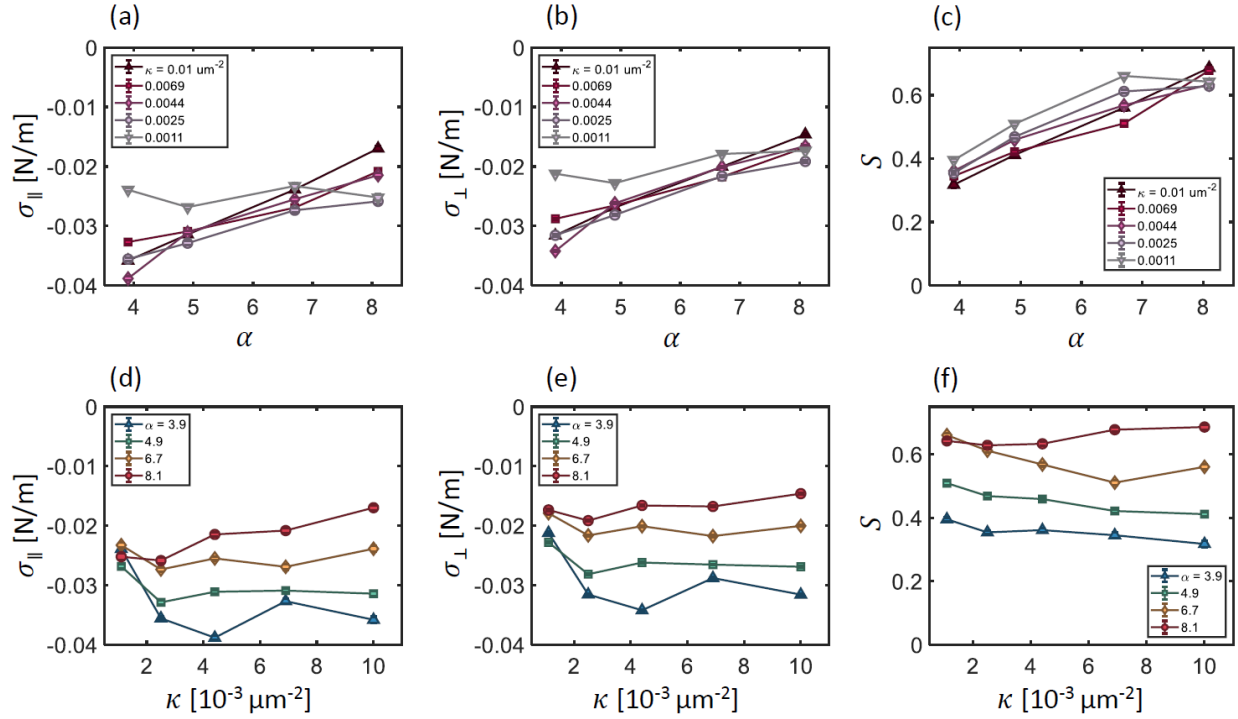 (a)
σ∥ [N/m]
0
-0.01
-0.02
-0.03
-0.04
κ = 0.01 um-2
0.0069
0.0044
0.0025
0.0011
4 5 6 7 8
α
(b)
σ⊥ [N/m]
0
-0.01
-0.02
-0.03
-0.04
κ = 0.01 um-2
0.0069
0.0044
0.0025
0.0011
4 5 6 7 8
α
(c)
S
0.6
0.4
0.2
0
κ = 0.01 um-2
0.0069
0.0044
0.0025
0.0011
4 5 6 7 8
α
(d)
σ∥ [N/m]
0
-0.01
-0.02
-0.03
-0.04
α = 3.9
4.9
6.7
8.1
2 4 6 8 10
κ [10-3 μm-2]
(e)
σ⊥ [N/m]
0
-0.01
-0.02
-0.03
-0.04
α = 3.9
4.9
6.7
8.1
2 4 6 8 10
κ [10-3 μm-2]
(f)
S
0.6
0.4
0.2
0
α = 3.9
4.9
6.7
8.1
2 4 6 8 10
κ [10-3 μm-2]